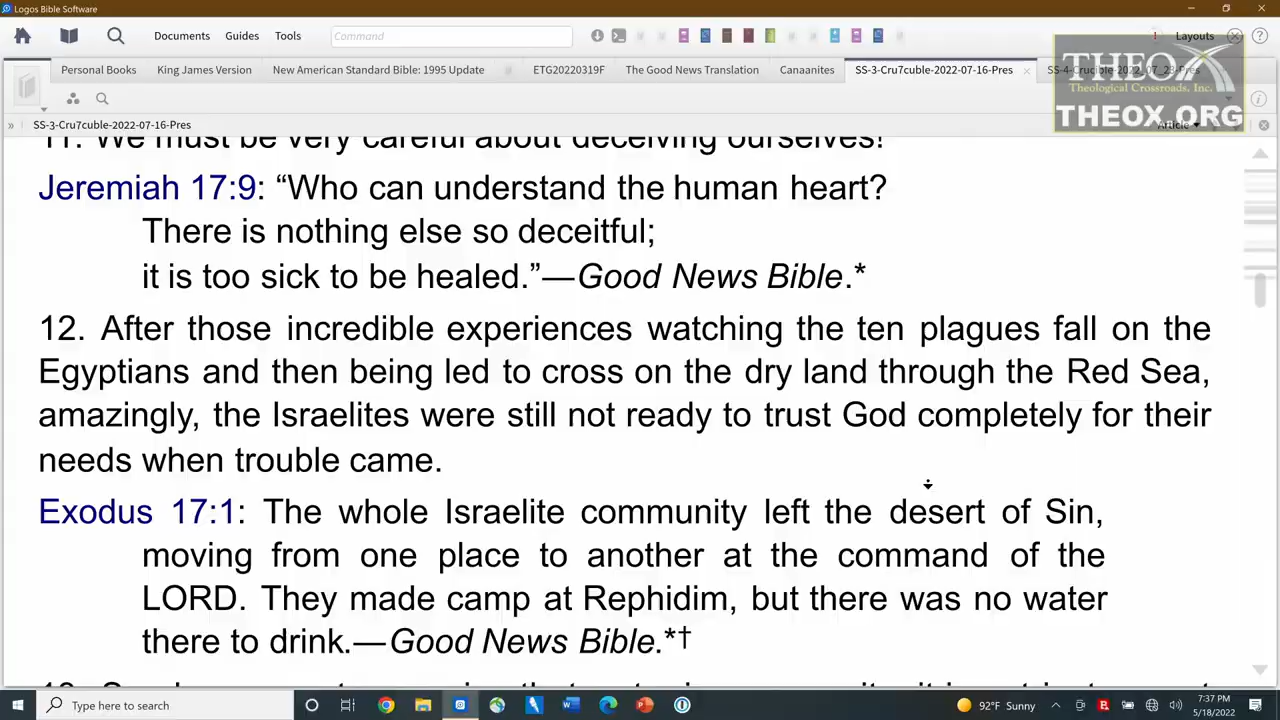 Logos Bible Software
Documents Guides Tools Command Layouts
Personal Books King James Version New American St Update ETG20220319F The Good News Translation Canaanites SS-3-Cru7cuble-2022-07-16-Pres SS-4-Crucible-2022_07_23-Pres
THEOX
Theological Crossroads, Inc.
THEOX.ORG
SS-3-Cru7cuble-2022-07-16-Pres Article
11. We must be very careful about deceiving ourselves!
Jeremiah 17:9: “Who can understand the human heart?
There is nothing else so deceitful;
it is too sick to be healed.”—Good News Bible.*
12. After those incredible experiences watching the ten plagues fall on the
Egyptians and then being led to cross on the dry land through the Red Sea,
amazingly, the Israelites were still not ready to trust God completely for their
needs when trouble came.
Exodus 17:1: The whole Israelite community left the desert of Sin,
moving from one place to another at the command of the
LORD. They made camp at Rephidim, but there was no water
there to drink.—Good News Bible.*†
Type here to search 92°F Sunny 7:37 PM
5/18/2022